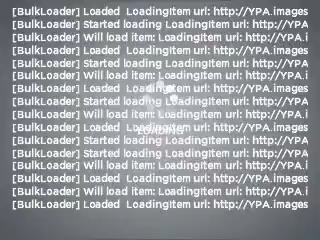 [BulkLoader] Loaded LoadingItem url: http://YPA.images
[BulkLoader] Started loading LoadingItem url: http://YPA
[BulkLoader] Will load item: LoadingItem url: http://YPA.i
[BulkLoader] Loaded LoadingItem url: http://YPA.images
[BulkLoader] Started loading LoadingItem url: http://YPA
[BulkLoader] Will load item: LoadingItem url: http://YPA.i
[BulkLoader] Loaded LoadingItem url: http://YPA.images
[BulkLoader] Started loading LoadingItem url: http://YPA
[BulkLoader] Will load item: LoadingItem url: http://YPA.i
[BulkLoader] Loaded LoadingItem url: http://YPA.images
LOADING
[BulkLoader] Started loading LoadingItem url: http://YPA
[BulkLoader] Started loading LoadingItem url: http://YPA
[BulkLoader] Will load item: LoadingItem url: http://YPA.i
[BulkLoader] Loaded LoadingItem url: http://YPA.images
[BulkLoader] Will load item: LoadingItem url: http://YPA.i
[BulkLoader] Loaded LoadingItem url: http://YPA.images